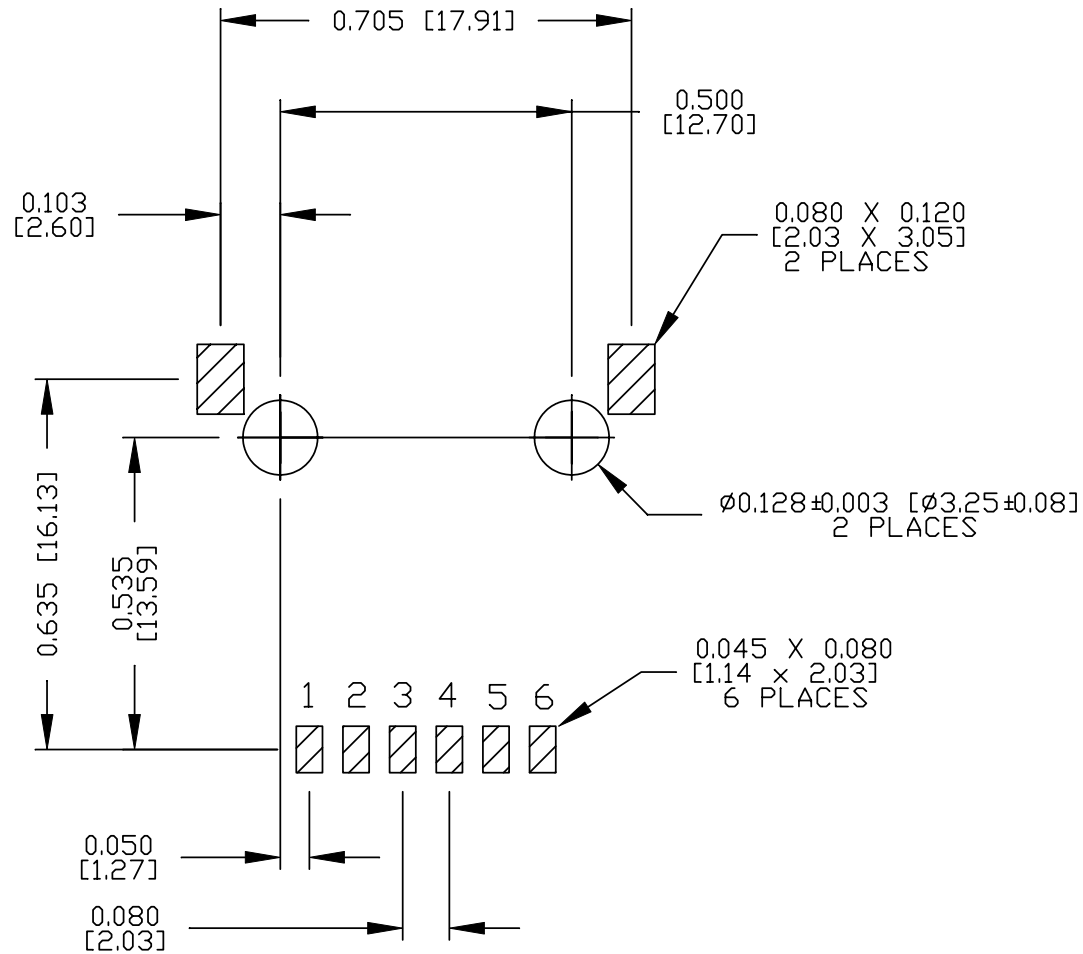 0.705 [17.91]
0.500
[12.70]
0.103
[2.60]
0.080 X 0.120
[2.03 X 3.05]
2 PLACES
0.635 [16.13]
0.535
[13.59]
Ø0.128±0.003 [Ø3.25±0.08]
2 PLACES
0.045 X 0.080
[1.14 x 2.03]
6 PLACES
1 2 3 4 5 6
0.050
[1.27]
0.080
[2.03]